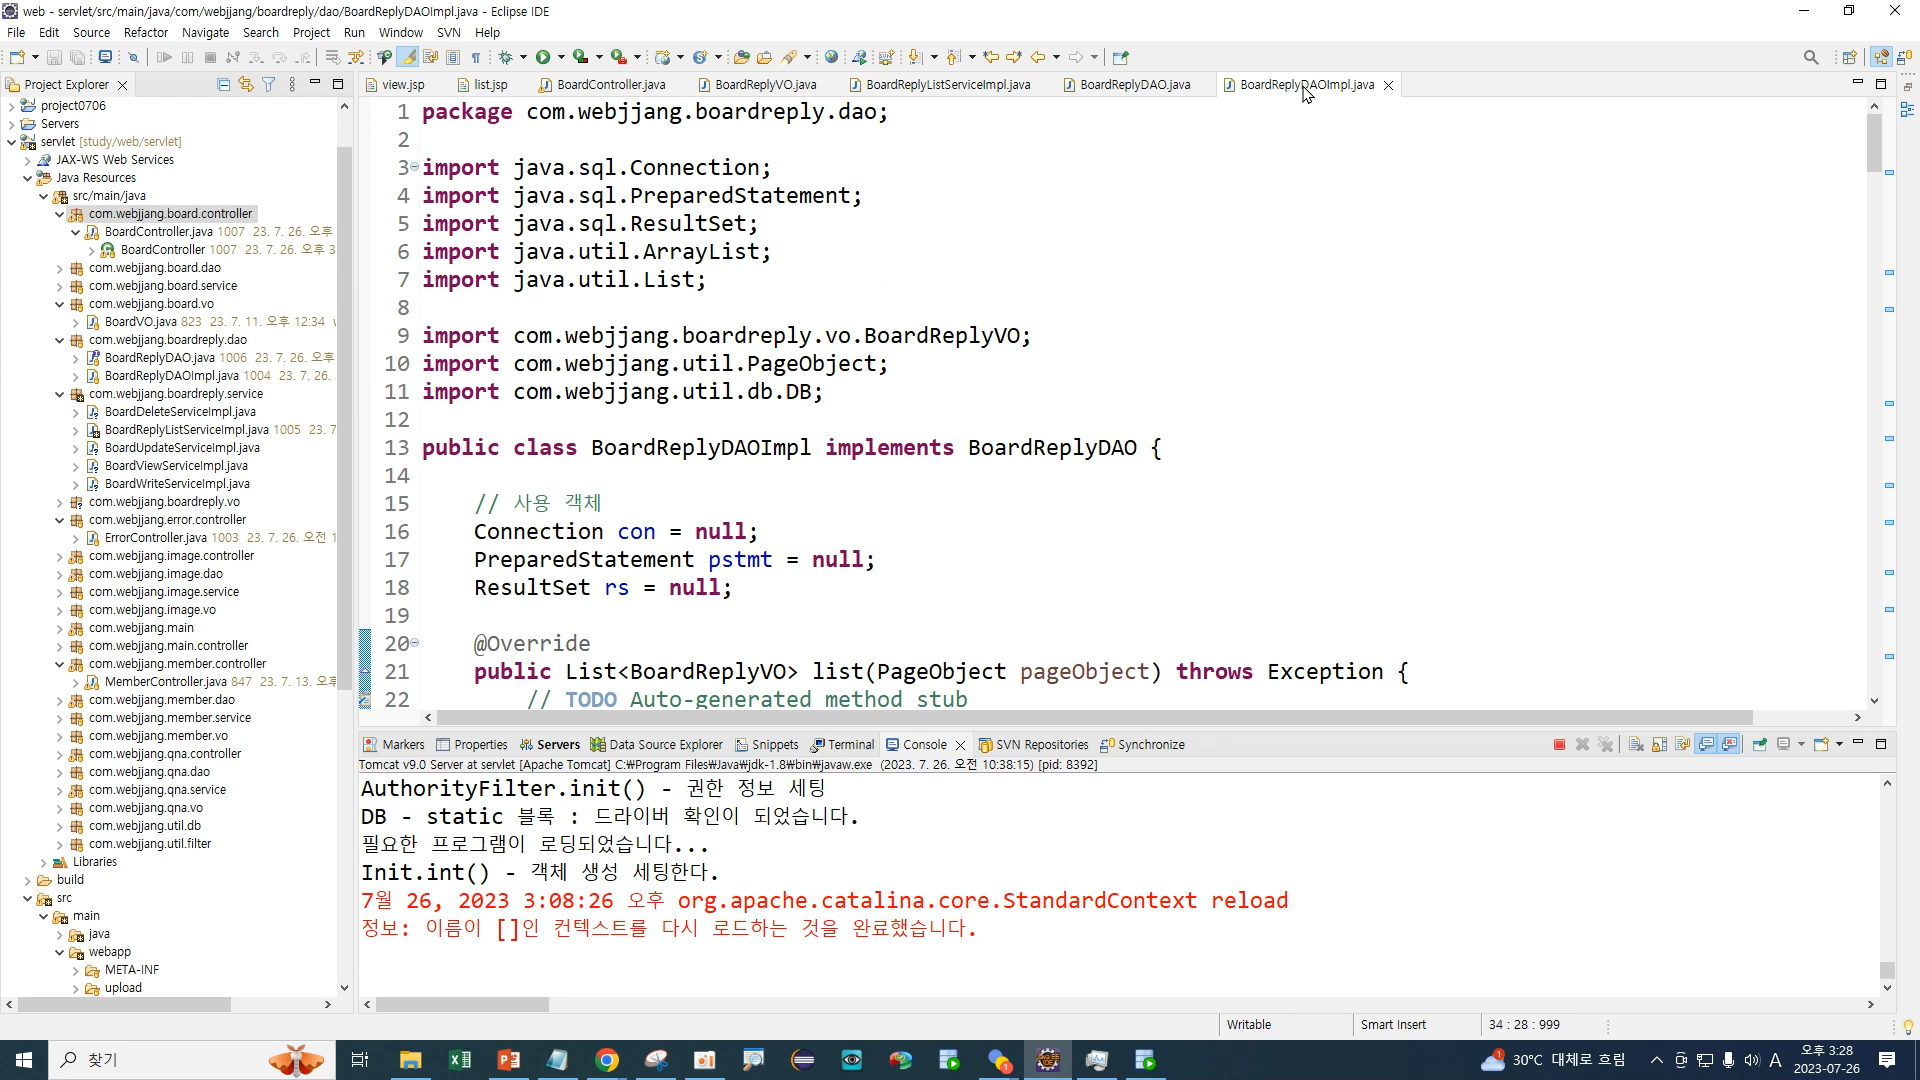 web - servlet/src/main/java/com/webjjang/boardreply/dao/BoardReplyDAOImpl.java - Eclipse IDE
File Edit Source Refactor Navigate Search Project Run Window SVN Help
Project Explorer
view.jsp list.jsp BoardController.java BoardReplyVO.java BoardReplyListServiceImpl.java BoardReplyDAO.java BoardReplyDAOImpl.java
project0706
Servers
servlet [study/web/servlet]
JAX-WS Web Services
Java Resources
src/main/java
com.webjjang.board.controller
BoardController.java 1007 23. 7. 26. 오후
BoardController 1007 23. 7. 26. 오후 3
com.webjjang.board.dao
com.webjjang.board.service
com.webjjang.board.vo
BoardVO.java 823 23. 7. 11. 오후 12:34
com.webjjang.boardreply.dao
BoardReplyDAO.java 1006 23. 7. 26. 오후
BoardReplyDAOImpl.java 1004 23. 7. 26.
com.webjjang.boardreply.service
BoardDeleteServiceImpl.java
BoardReplyListServiceImpl.java 1005 23. 7
BoardUpdateServiceImpl.java
BoardViewServiceImpl.java
BoardWriteServiceImpl.java
com.webjjang.boardreply.vo
com.webjjang.error.controller
ErrorController.java 1003 23. 7. 26. 오전 1
com.webjjang.image.controller
com.webjjang.image.dao
com.webjjang.image.service
com.webjjang.image.vo
com.webjjang.main
com.webjjang.main.controller
com.webjjang.member.controller
MemberController.java 847 23. 7. 13. 오후
com.webjjang.member.dao
com.webjjang.member.service
com.webjjang.member.vo
com.webjjang.qna.controller
com.webjjang.qna.dao
com.webjjang.qna.service
com.webjjang.qna.vo
com.webjjang.util.db
com.webjjang.util.filter
Libraries
build
src
main
java
webapp
META-INF
upload
1 package com.webjjang.boardreply.dao;
2
3 import java.sql.Connection;
4 import java.sql.PreparedStatement;
5 import java.sql.ResultSet;
6 import java.util.ArrayList;
7 import java.util.List;
8
9 import com.webjjang.boardreply.vo.BoardReplyVO;
10 import com.webjjang.util.PageObject;
11 import com.webjjang.util.db.DB;
12
13 public class BoardReplyDAOImpl implements BoardReplyDAO {
14
15 // 사용 객체
16 Connection con = null;
17 PreparedStatement pstmt = null;
18 ResultSet rs = null;
19
20 @Override
21 public List<BoardReplyVO> list(PageObject pageObject) throws Exception {
22 // TODO Auto-generated method stub
Markers Properties Servers Data Source Explorer Snippets Terminal Console SVN Repositories Synchronize
Tomcat v9.0 Server at servlet [Apache Tomcat] C:₩Program Files₩Java₩jdk-1.8₩bin₩javaw.exe (2023. 7. 26. 오전 10:38:15) [pid: 8392]
AuthorityFilter.init() - 권한 정보 세팅
DB - static 블록 : 드라이버 확인이 되었습니다.
필요한 프로그램이 로딩되었습니다...
Init.int() - 객체 생성 세팅한다.
7월 26, 2023 3:08:26 오후 org.apache.catalina.core.StandardContext reload
정보: 이름이 []인 컨텍스트를 다시 로드하는 것을 완료했습니다.
Writable Smart Insert 34 : 28 : 999
찾기
30°C 대체로 흐림
A
오후 3:28
2023-07-26